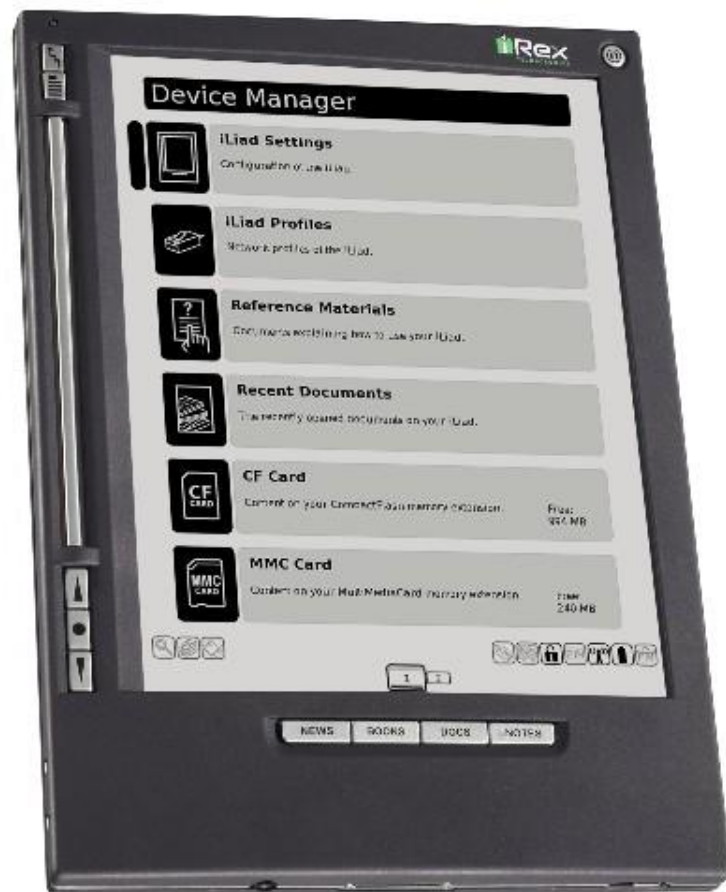 iRex
Device Manager
iLiad Settings
Configuration of the iLiad.
iLiad Profiles
Network profiles of the iLiad.
Reference Materials
Documents explaining how to use your iLiad.
Recent Documents
The recently opened documents on your iLiad.
CF CARD
CF Card
Content on your CompactFlash memory extension.
Free:
994 MB
MMC CARD
MMC Card
Content on your MultiMediaCard memory extension.
Free:
240 MB
1
2
NEWS
BOOKS
DOCS
NOTES